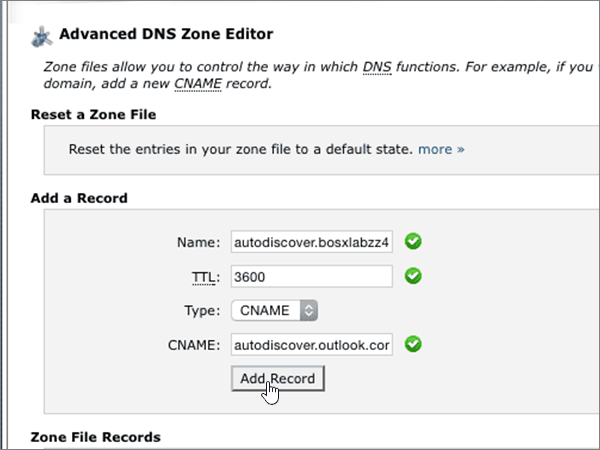 Advanced DNS Zone Editor
Zone files allow you to control the way in which DNS functions. For example, if you
domain, add a new CNAME record.
Reset a Zone File
Reset the entries in your zone file to a default state. more »
Add a Record
Name: autodiscover.bosxlabzz4
TTL: 3600
Type: CNAME
CNAME: autodiscover.outlook.cor
Add Record
Zone File Records